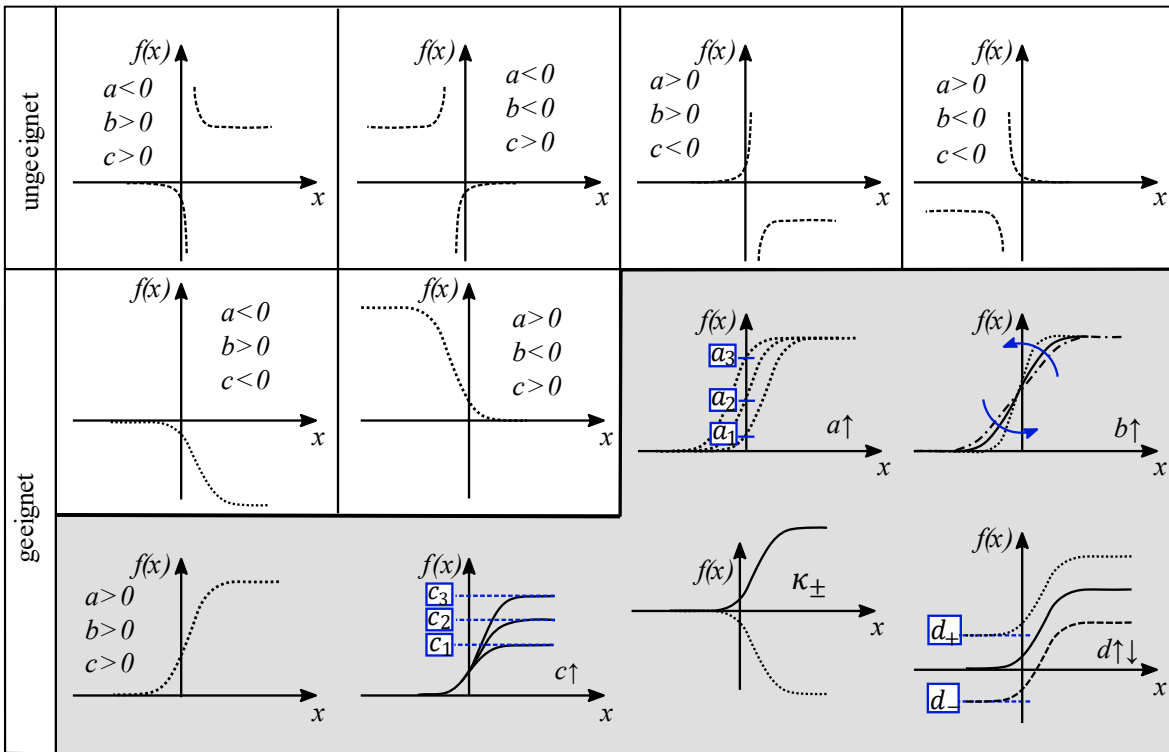 ungeeignet
f(x)
a<0
b>0
c>0
x
f(x)
a<0
b<0
c>0
x
f(x)
a>0
b>0
c<0
x
f(x)
a>0
b<0
c<0
x
geeignet
f(x)
a<0
b>0
c<0
x
f(x)
a>0
b<0
c>0
x
f(x)
a₃
a₂
a₁
a↑
x
f(x)
b↑
x
f(x)
a>0
b>0
c>0
x
f(x)
c₃
c₂
c₁
c↑
x
f(x)
κ±
x
f(x)
d₊
d↑↓
d₋
x